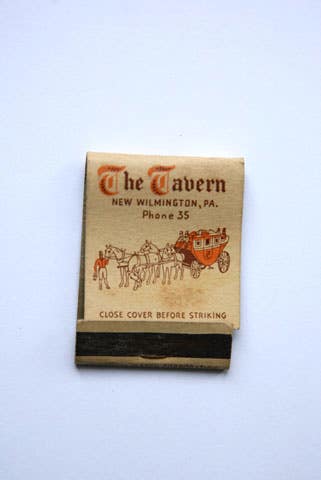 The Tavern
NEW WILMINGTON, PA.
Phone 35
CLOSE COVER BEFORE STRIKING